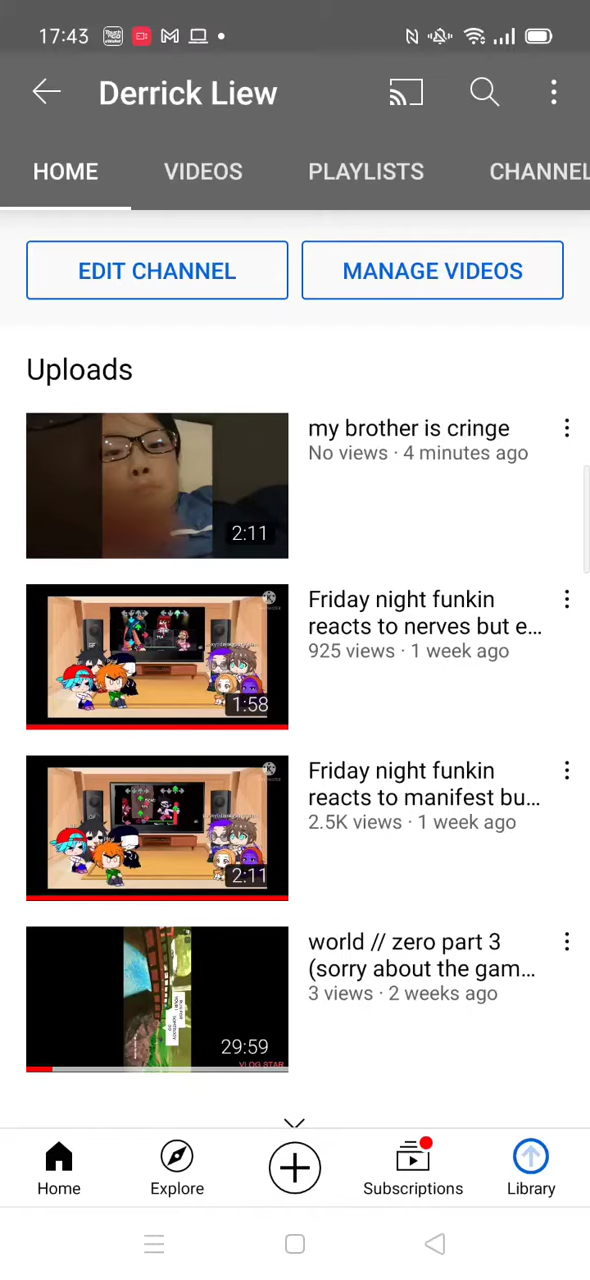 17:43
Derrick Liew
HOME VIDEOS PLAYLISTS CHANNEL
EDIT CHANNEL MANAGE VIDEOS
Uploads
my brother is cringe
No views · 4 minutes ago
2:11
Friday night funkin
reacts to nerves but e...
925 views · 1 week ago
GF
1:58
Friday night funkin
reacts to manifest bu...
2.5K views · 1 week ago
2:11
world // zero part 3
(sorry about the gam...
3 views · 2 weeks ago
29:59
VLOG STAR
Home Explore Subscriptions Library